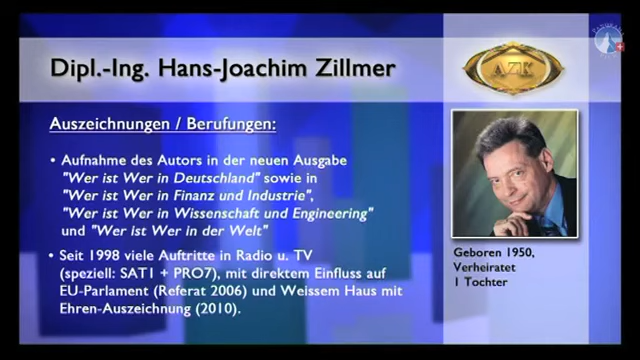 Dipl.-Ing. Hans-Joachim Zillmer
AZK
Auszeichnungen / Berufungen:
• Aufnahme des Autors in der neuen Ausgabe
"Wer ist Wer in Deutschland" sowie in
"Wer ist Wer in Finanz und Industrie",
"Wer ist Wer in Wissenschaft und Engineering"
und "Wer ist Wer in der Welt"
• Seit 1998 viele Auftritte in Radio u. TV
(speziell: SAT1 + PRO7), mit direktem Einfluss auf
EU-Parlament (Referat 2006) und Weissem Haus mit
Ehren-Auszeichnung (2010).
Geboren 1950,
Verheiratet
1 Tochter